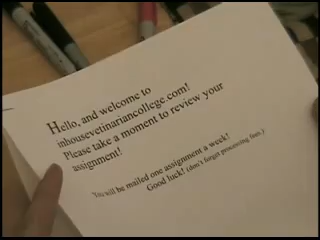 Hello, and welcome to
inhousevetinariancollege.com!
Please take a moment to review your
assignment!
You will be mailed one assignment a week!
Good luck! (don't forget processing fees.)